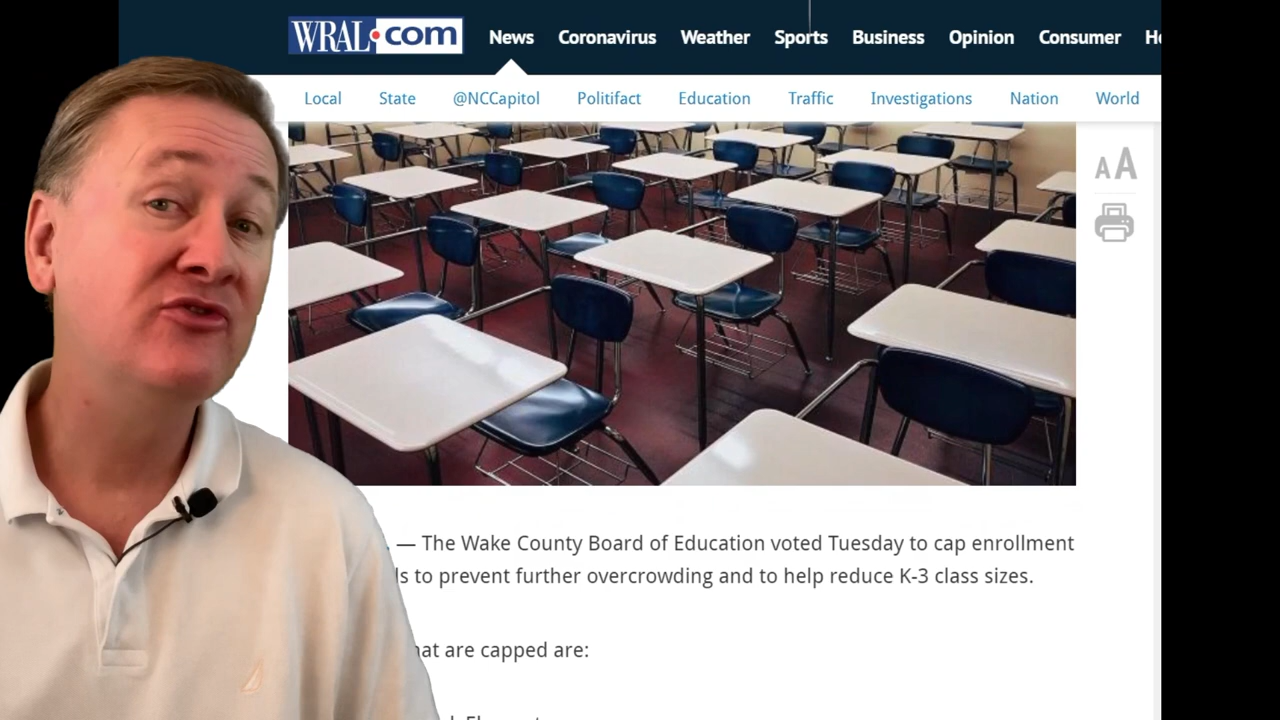 WRAL.com News Coronavirus Weather Sports Business Opinion Consumer
Local State @NCCapitol Politifact Education Traffic Investigations Nation World
A A
. — The Wake County Board of Education voted Tuesday to cap enrollment
to prevent further overcrowding and to help reduce K-3 class sizes.
are capped are: